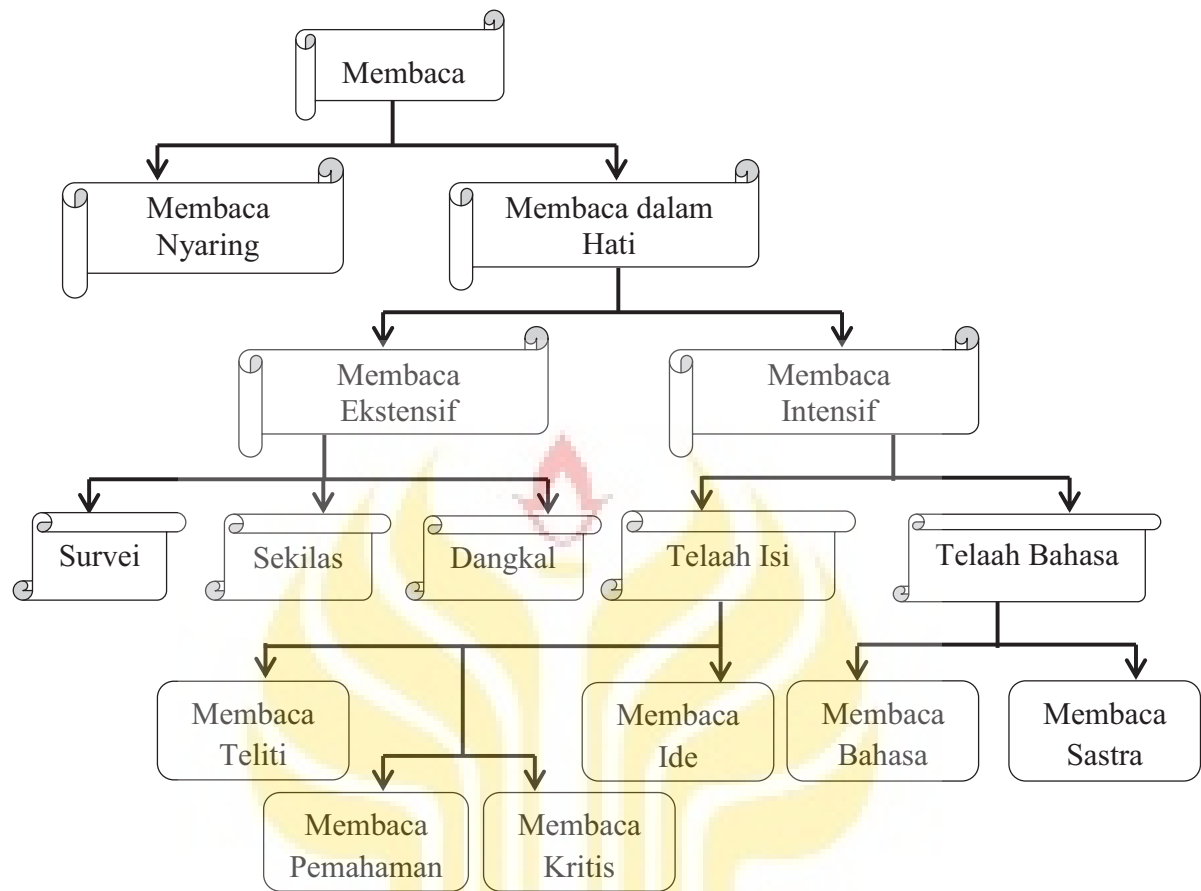 Membaca
Membaca
Nyaring
Membaca dalam
Hati
Membaca
Ekstensif
Membaca
Intensif
Survei
Sekilas
Dangkal
Telaah Isi
Telaah Bahasa
Membaca
Teliti
Membaca
Ide
Membaca
Bahasa
Membaca
Sastra
Membaca
Pemahaman
Membaca
Kritis